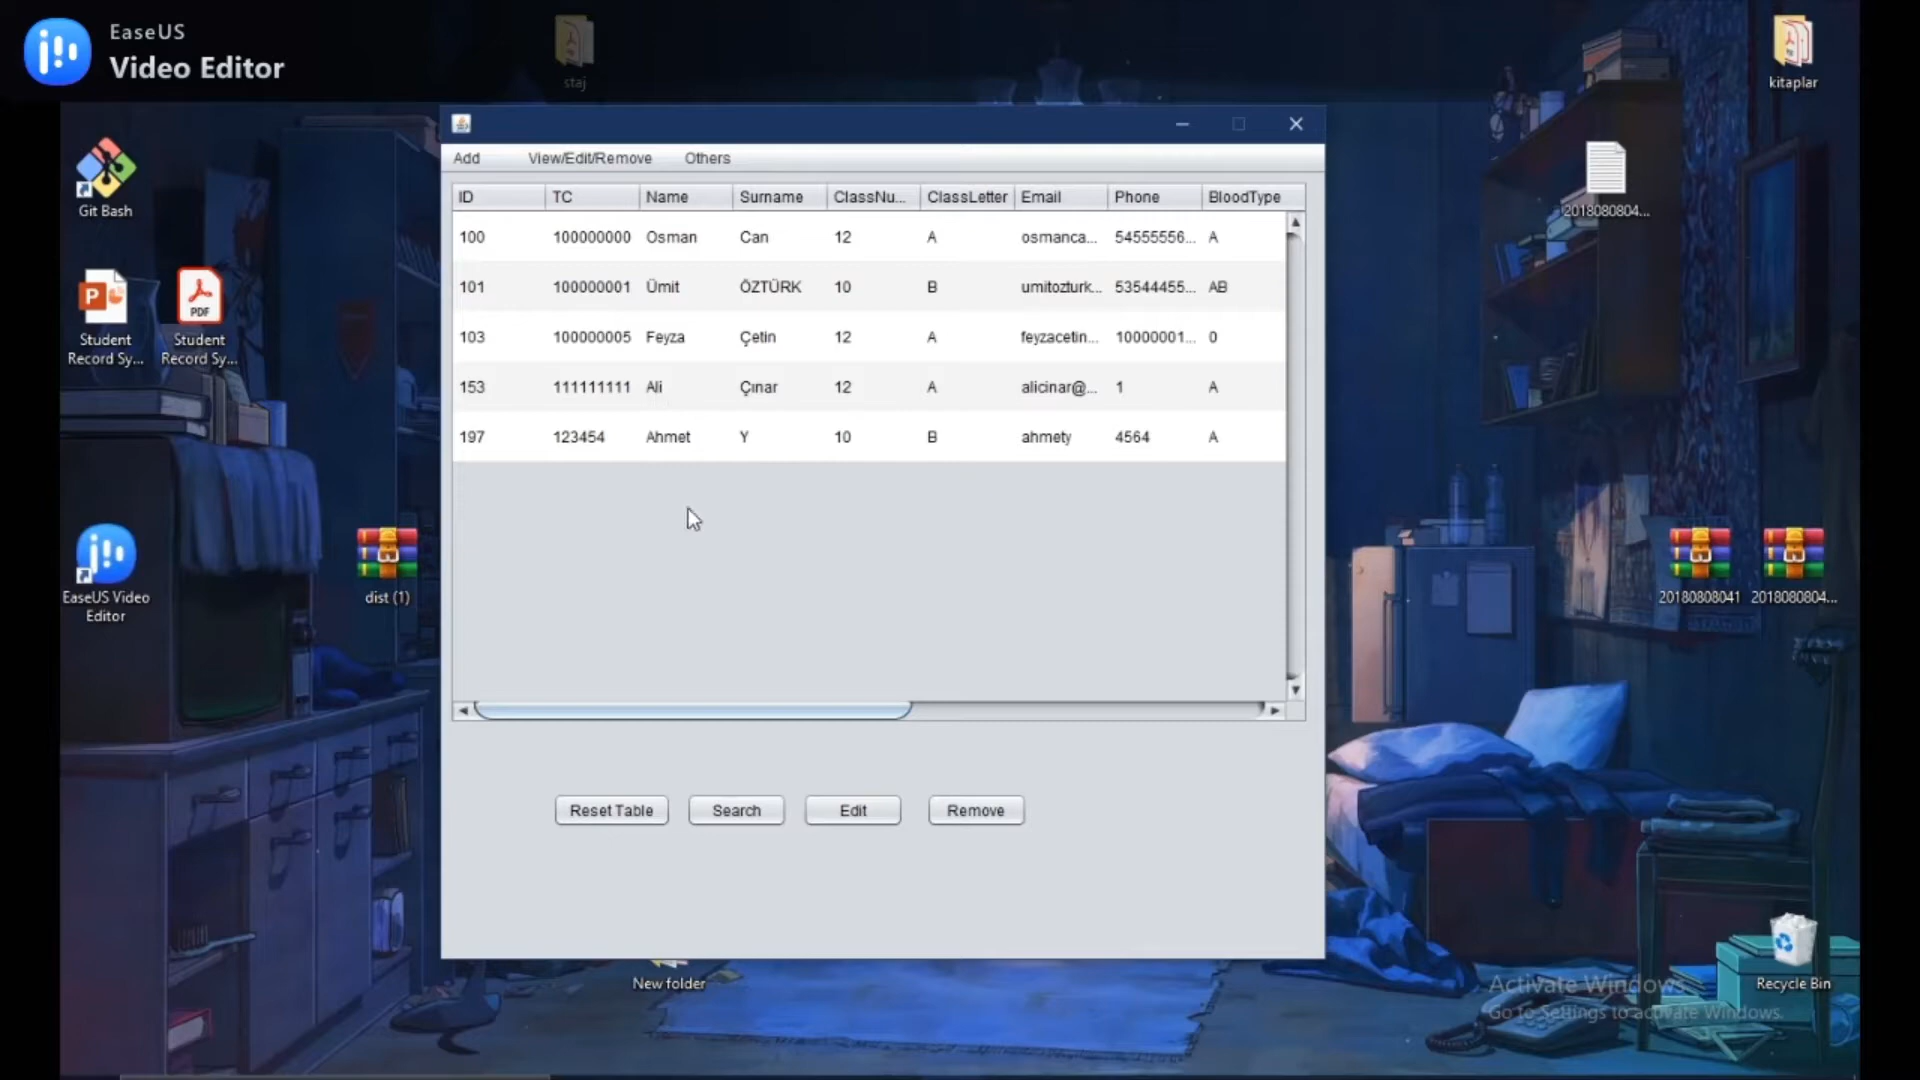 EaseUS
Video Editor
staj
kitaplar
Git Bash
20180808041...
Student
Record Sy...
Student
Record Sy...
PDF
EaseUS Video
Editor
dist (1)
20180808041
2018080804...
New folder
Recycle Bin
Activate Windows
Go to Settings to activate Windows.
Add View/Edit/Remove Others
ID TC Name Surname ClassNu... ClassLetter Email Phone BloodType
100 100000000 Osman Can 12 A osmanca... 54555556... A
101 100000001 Ümit ÖZTÜRK 10 B umitozturk... 53544455... AB
103 100000005 Feyza Çetin 12 A feyzacetin... 10000001... 0
153 111111111 Ali Çınar 12 A alicinar@... 1 A
197 123454 Ahmet Y 10 B ahmety 4564 A
Reset Table Search Edit Remove